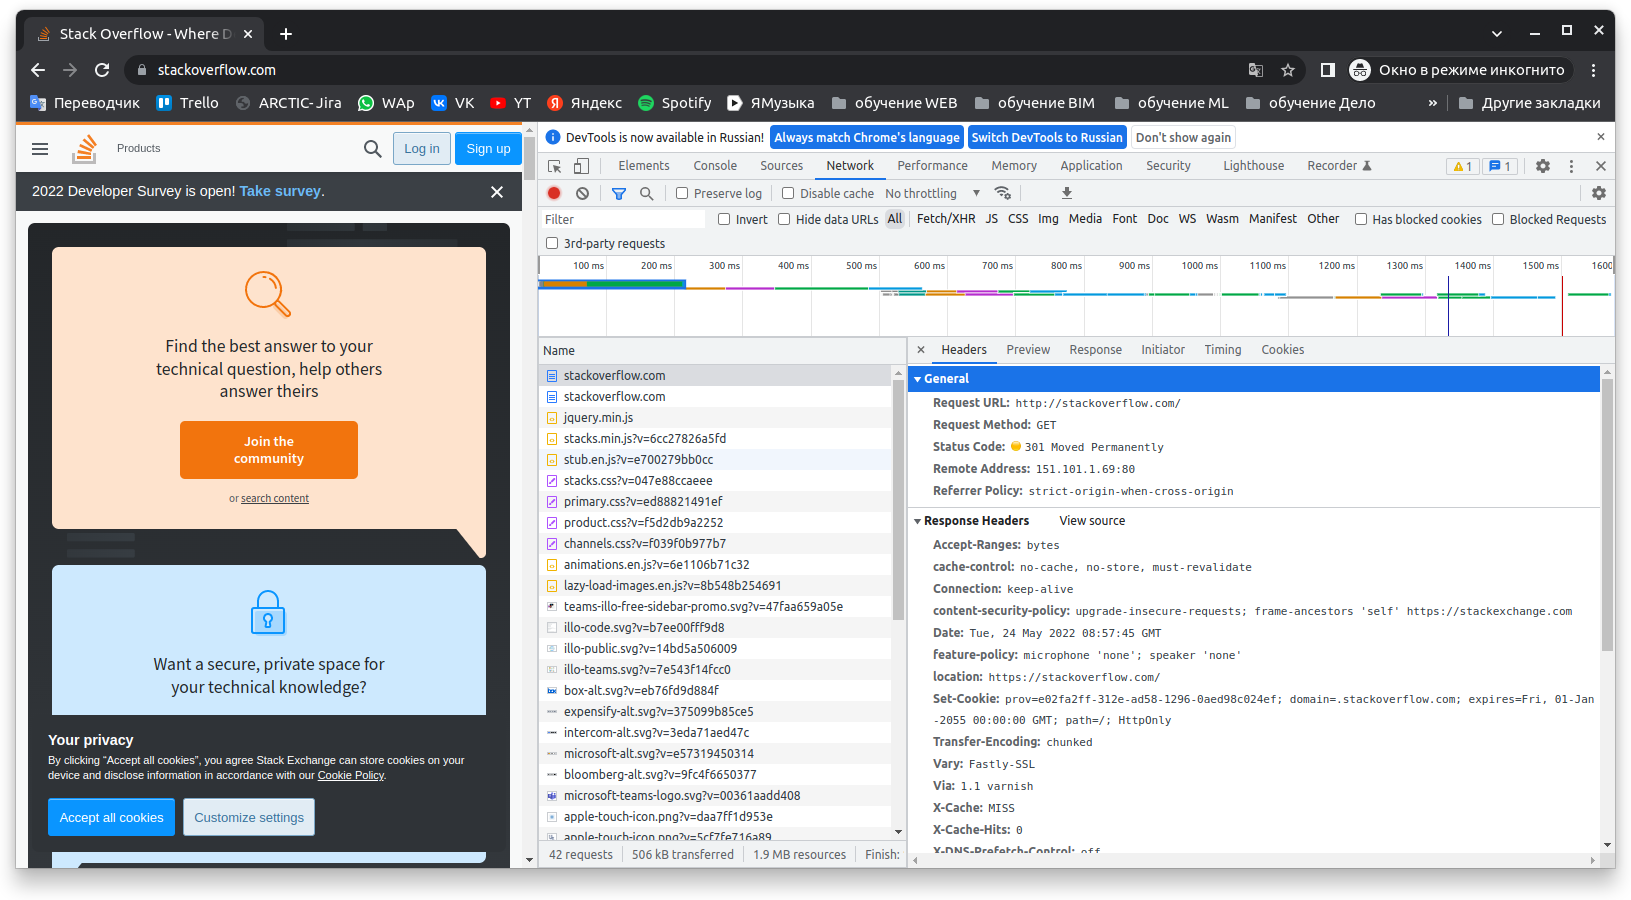 Stack Overflow - Where D
stackoverflow.com
Окно в режиме инкогнито
Переводчик Trello ARCTIC- Jira WAp VK YT Яндекс Spotify ЯМузыка обучение WEB обучение BIM обучение ML обучение Дело » Другие закладки
Products Log in Sign up
2022 Developer Survey is open! Take survey.
Find the best answer to your
technical question, help others
answer theirs
Join the
community
or search content
Want a secure, private space for
your technical knowledge?
Your privacy
By clicking “Accept all cookies”, you agree Stack Exchange can store cookies on your
device and disclose information in accordance with our Cookie Policy.
Accept all cookies Customize settings
DevTools is now available in Russian! Always match Chrome's language Switch DevTools to Russian Don't show again
Elements Console Sources Network Performance Memory Application Security Lighthouse Recorder 1 1
Preserve log Disable cache No throttling
Filter Invert Hide data URLs All Fetch/XHR JS CSS Img Media Font Doc WS Wasm Manifest Other Has blocked cookies Blocked Requests
3rd-party requests
100 ms 200 ms 300 ms 400 ms 500 ms 600 ms 700 ms 800 ms 900 ms 1000 ms 1100 ms 1200 ms 1300 ms 1400 ms 1500 ms 1600
Name
stackoverflow.com
stackoverflow.com
jquery.min.js
stacks.min.js?v=6cc27826a5fd
stub.en.js?v=e700279bb0cc
stacks.css?v=047e88ccaeee
primary.css?v=ed88821491ef
product.css?v=f5d2db9a2252
channels.css?v=f039f0b977b7
animations.en.js?v=6e1106b71c32
lazy-load-images.en.js?v=8b548b254691
teams-illo-free-sidebar-promo.svg?v=47faa659a05e
illo-code.svg?v=b7ee00fff9d8
illo-public.svg?v=14bd5a506009
illo-teams.svg?v=7e543f14fcc0
box-alt.svg?v=eb76fd9d884f
expensify-alt.svg?v=375099b85ce5
intercom-alt.svg?v=3eda71aed47c
microsoft-alt.svg?v=e57319450314
bloomberg-alt.svg?v=9fc4f6650377
microsoft-teams-logo.svg?v=00361aadd408
apple-touch-icon.png?v=daa7ff1d953e
apple-touch-icon.png?v=5cf7fe716a89
42 requests 506 kB transferred 1.9 MB resources Finish:
Headers Preview Response Initiator Timing Cookies
General
Request URL: http://stackoverflow.com/
Request Method: GET
Status Code: 301 Moved Permanently
Remote Address: 151.101.1.69:80
Referrer Policy: strict-origin-when-cross-origin
Response Headers View source
Accept-Ranges: bytes
cache-control: no-cache, no-store, must-revalidate
Connection: keep-alive
content-security-policy: upgrade-insecure-requests; frame-ancestors 'self' https://stackexchange.com
Date: Tue, 24 May 2022 08:57:45 GMT
feature-policy: microphone 'none'; speaker 'none'
location: https://stackoverflow.com/
Set-Cookie: prov=e02fa2ff-312e-ad58-1296-0aed98c024ef; domain=.stackoverflow.com; expires=Fri, 01-Jan
-2055 00:00:00 GMT; path=/; HttpOnly
Transfer-Encoding: chunked
Vary: Fastly-SSL
Via: 1.1 varnish
X-Cache: MISS
X-Cache-Hits: 0
X-DNS-Prefetch-Control: off